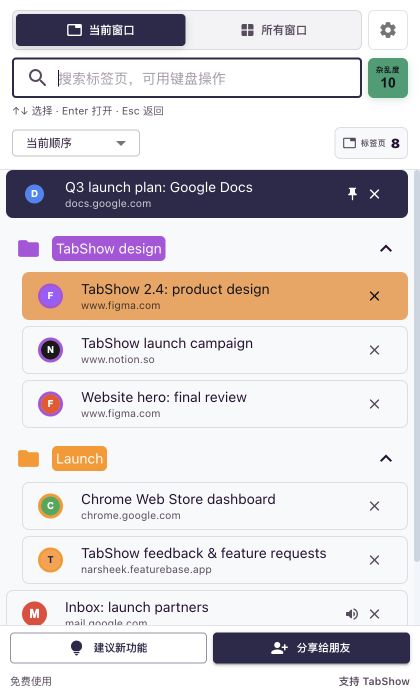 当前窗口
所有窗口
搜索标签页，可用键盘操作
杂乱度
10
↑↓ 选择 · Enter 打开 · Esc 返回
当前顺序
标签页 8
D
Q3 launch plan: Google Docs
docs.google.com
TabShow design
F
TabShow 2.4: product design
www.figma.com
N
TabShow launch campaign
www.notion.so
F
Website hero: final review
www.figma.com
Launch
C
Chrome Web Store dashboard
chrome.google.com
T
TabShow feedback & feature requests
narsheek.featurebase.app
M
Inbox: launch partners
mail.google.com
建议新功能
分享给朋友
免费使用
支持 TabShow